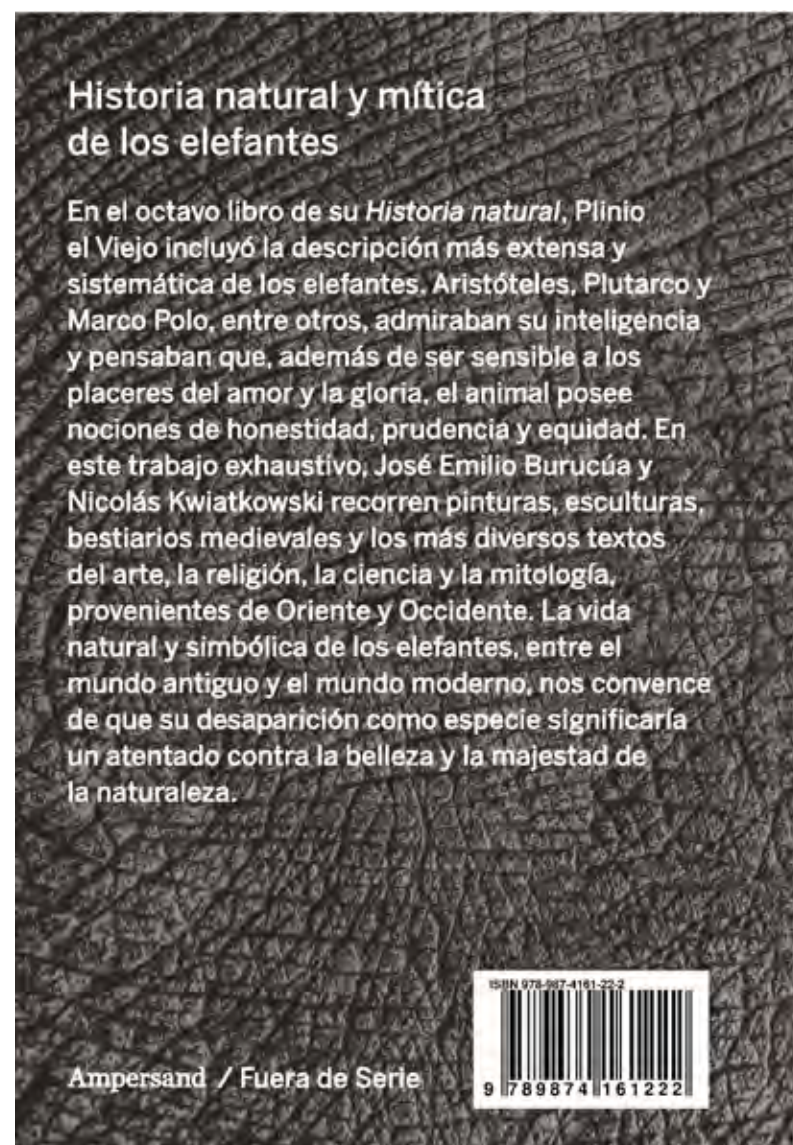 Historia natural y mítica
de los elefantes
En el octavo libro de su Historia natural, Plinio
el Viejo incluyó la descripción más extensa y
sistemática de los elefantes. Aristóteles, Plutarco y
Marco Polo, entre otros, admiraban su inteligencia
y pensaban que, además de ser sensible a los
placeres del amor y la gloria, el animal posee
nociones de honestidad, prudencia y equidad. En
este trabajo exhaustivo, José Emilio Burucúa y
Nicolás Kwiatkowski recorren pinturas, esculturas,
bestiarios medievales y los más diversos textos
del arte, la religión, la ciencia y la mitología,
provenientes de Oriente y Occidente. La vida
natural y simbólica de los elefantes, entre el
mundo antiguo y el mundo moderno, nos convence
de que su desaparición como especie significaría
un atentado contra la belleza y la majestad de
la naturaleza.
ISBN 978-987-4161-22-2
9 789874 161222
Ampersand / Fuera de Serie